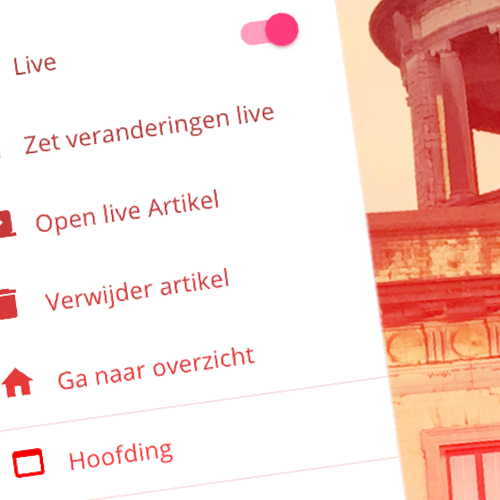 Live
Zet veranderingen live
Open live Artikel
Verwijder artikel
Ga naar overzicht
Hoofding